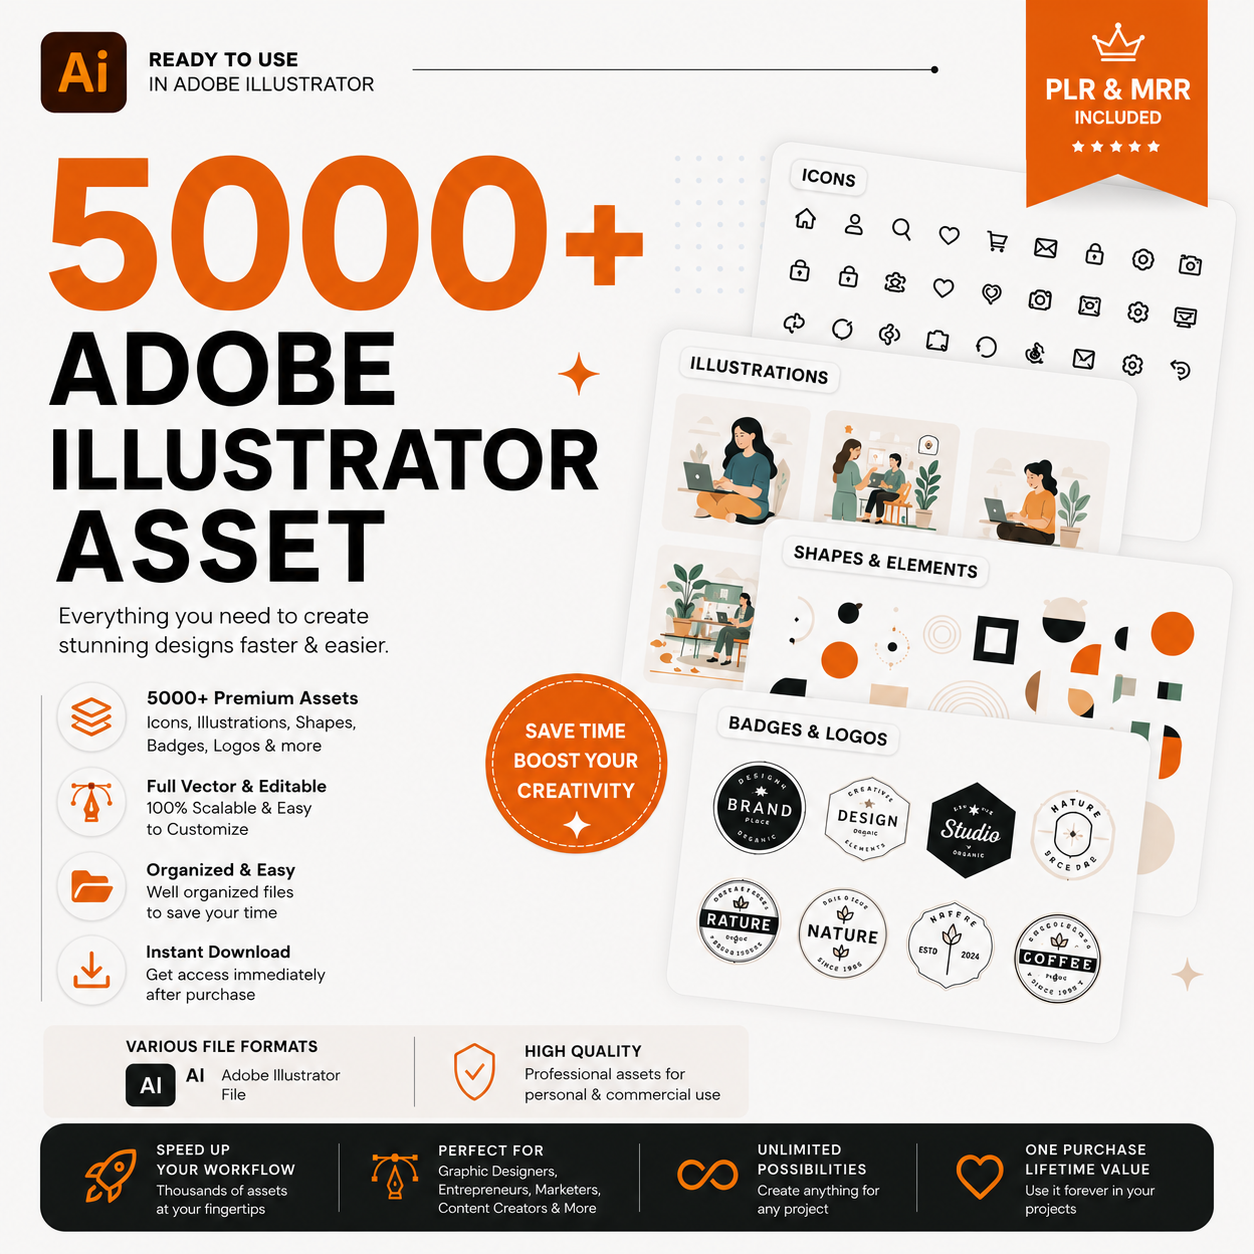 Ai
READY TO USE
IN ADOBE ILLUSTRATOR
PLR & MRR
INCLUDED
5000+
ADOBE
ILLUSTRATOR
ASSET
Everything you need to create
stunning designs faster & easier.
5000+ Premium Assets
Icons, Illustrations, Shapes,
Badges, Logos & more
Full Vector & Editable
100% Scalable & Easy
to Customize
Organized & Easy
Well organized files
to save your time
Instant Download
Get access immediately
after purchase
SAVE TIME
BOOST YOUR
CREATIVITY
ICONS
ILLUSTRATIONS
SHAPES & ELEMENTS
BADGES & LOGOS
BRAND
ORGANIC
DESIGN
ELEMENTS
Studio
ORGANIC
NATURE
RATURE
NATURE
SINCE 1986
NAFFRE
ESTD
2024
COFFEE
VARIOUS FILE FORMATS
AI
AI
Adobe Illustrator
File
HIGH QUALITY
Professional assets for
personal & commercial use
SPEED UP
YOUR WORKFLOW
Thousands of assets
at your fingertips
PERFECT FOR
Graphic Designers,
Entrepreneurs, Marketers,
Content Creators & More
UNLIMITED
POSSIBILITIES
Create anything for
any project
ONE PURCHASE
LIFETIME VALUE
Use it forever in your
projects